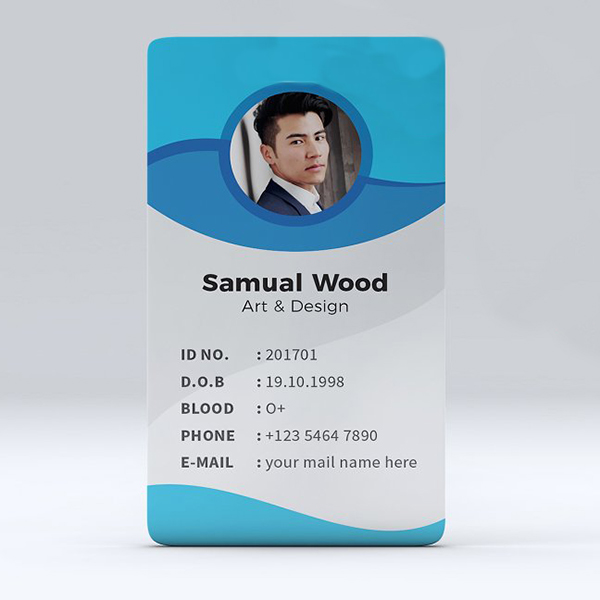 Samual Wood
Art & Design
ID NO. : 201701
D.O.B : 19.10.1998
BLOOD : O+
PHONE : +123 5464 7890
E-MAIL : your mail name here